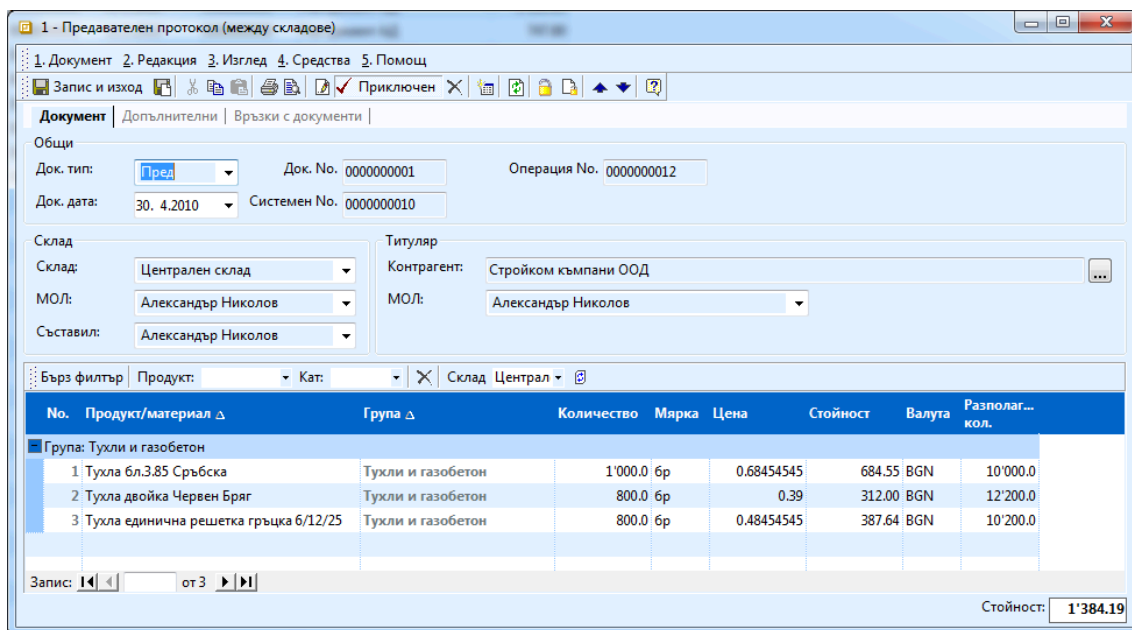 1 - Предавателен протокол (между складове)
1. Документ 2. Редакция 3. Изглед 4. Средства 5. Помощ
Запис и изход Приключен
Документ Допълнителни Връзки с документи
Общи
Док. тип: Пред Док. No. 0000000001 Операция No. 0000000012
Док. дата: 30. 4.2010 Системен No. 0000000010
Склад Титуляр
Склад: Централен склад Контрагент: Стройком къмпани ООД ...
МОЛ: Александър Николов МОЛ: Александър Николов
Съставил: Александър Николов
Бърз филтър Продукт: Кат: Склад Централ
No. Продукт/материал Група Количество Мярка Цена Стойност Валута Разполаг... кол.
Група: Тухли и газобетон
1 Тухла бл.3.85 Сръбска Тухли и газобетон 1'000.0 бр 0.68454545 684.55 BGN 10'000.0
2 Тухла двойка Червен Бряг Тухли и газобетон 800.0 бр 0.39 312.00 BGN 12'200.0
3 Тухла единична решетка гръцка 6/12/25 Тухли и газобетон 800.0 бр 0.48454545 387.64 BGN 10'200.0
Запис: от 3
Стойност: 1'384.19